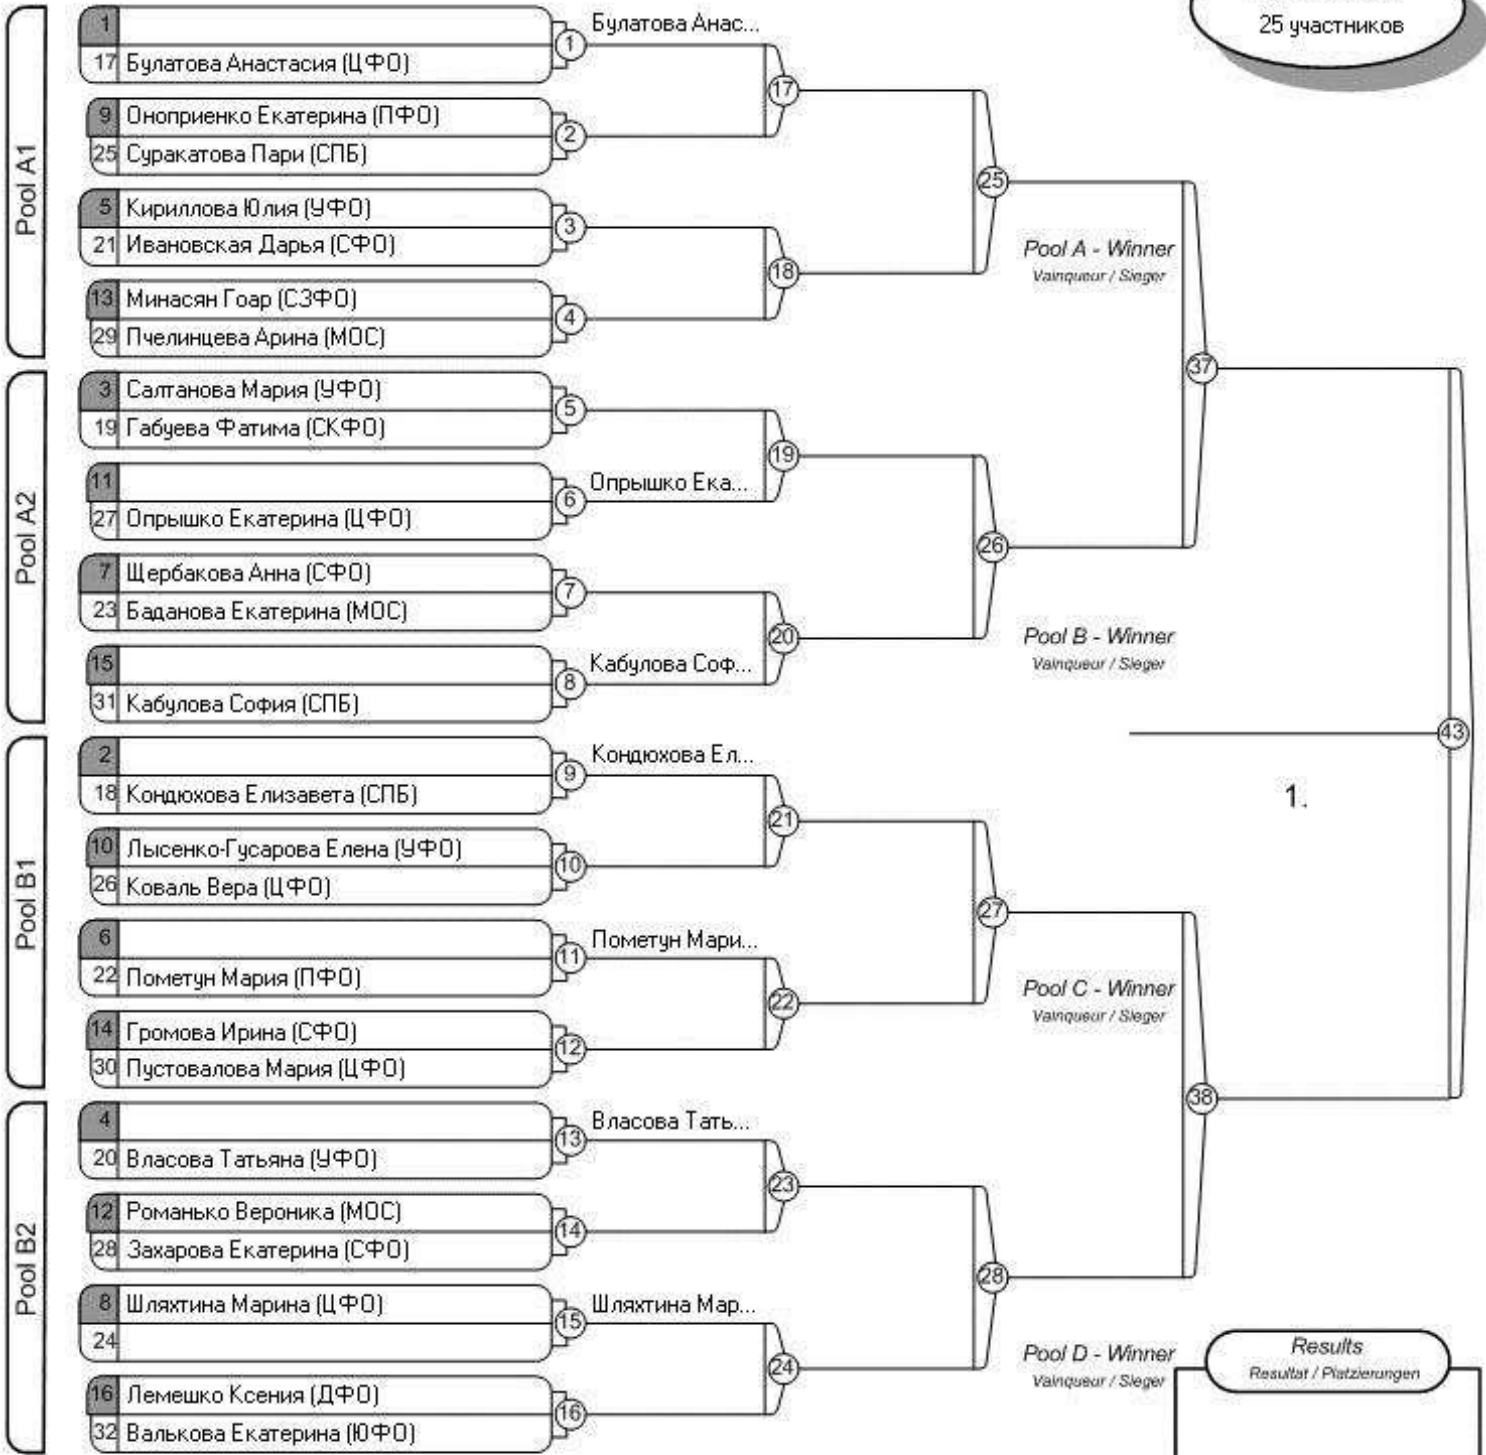 25 участников
Pool A1
1
Булатова Анас...
17 Булатова Анастасия (ЦФО)
1
17
9 Оноприенко Екатерина (ПФО)
2
25 Суракатова Пари (СПБ)
25
5 Кириллова Юлия (УФО)
3
21 Ивановская Дарья (СФО)
Pool A - Winner
Vainqueur / Sieger
18
13 Минасян Гоар (СЗФО)
4
29 Пчелинцева Арина (МОС)
37
Pool A2
3 Салтанова Мария (УФО)
5
19 Габуева Фатима (СКФО)
19
11
Опрышко Ека...
6
27 Опрышко Екатерина (ЦФО)
26
7 Щербакова Анна (СФО)
7
23 Баданова Екатерина (МОС)
20
Pool B - Winner
Vainqueur / Sieger
15
Кабулова Соф...
8
31 Кабулова София (СПБ)
43
Pool B1
2
Кондюхова Ел...
9
18 Кондюхова Елизавета (СПБ)
1.
21
10 Лысенко-Гусарова Елена (УФО)
10
26 Коваль Вера (ЦФО)
27
6
Пометун Мари...
11
22 Пометун Мария (ПФО)
Pool C - Winner
Vainqueur / Sieger
22
14 Громова Ирина (СФО)
12
30 Пустовалова Мария (ЦФО)
38
Pool B2
4
Власова Тать...
13
20 Власова Татьяна (УФО)
23
12 Романько Вероника (МОС)
14
28 Захарова Екатерина (СФО)
28
8 Шляхтина Марина (ЦФО)
Шляхтина Мар...
15
24
Pool D - Winner
Vainqueur / Sieger
Results
Resultat / Platzierungen
24
16 Лемешко Ксения (ДФО)
16
32 Валькова Екатерина (ЮФО)